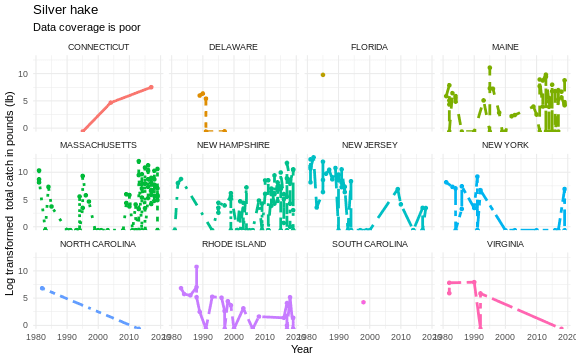 Silver hake
Data coverage is poor
CONNECTICUT DELAWARE FLORIDA MAINE
10
5
0
MASSACHUSETTS NEW HAMPSHIRE NEW JERSEY NEW YORK
10
5
0
NORTH CAROLINA RHODE ISLAND SOUTH CAROLINA VIRGINIA
10
5
0
1980 1990 2000 2010 2020 1980 1990 2000 2010 2020 1980 1990 2000 2010 2020 1980 1990 2000 2010 2020
Year
Log transformed total catch in pounds (lb)